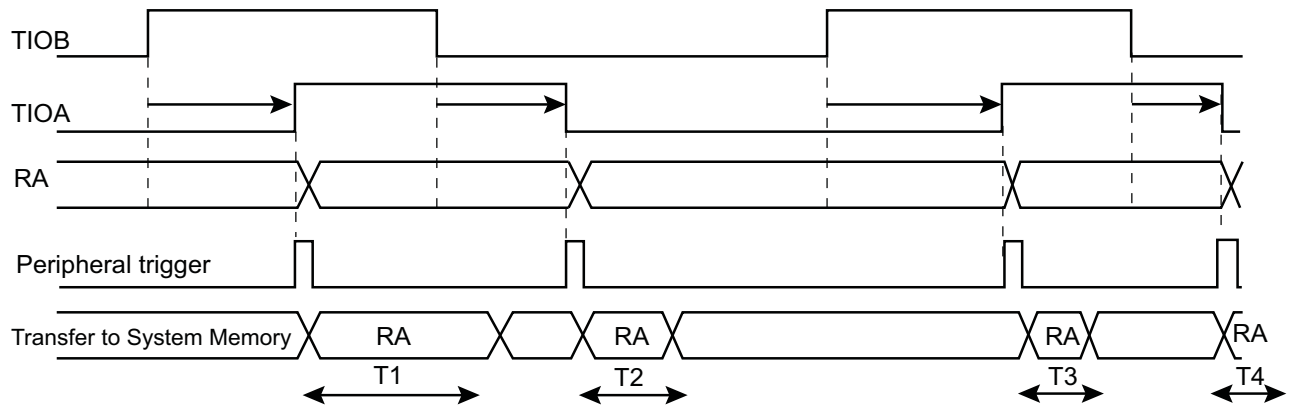 TIOB
TIOA
RA
Peripheral trigger
Transfer to System Memory RA RA RA RA
T1 T2 T3 T4